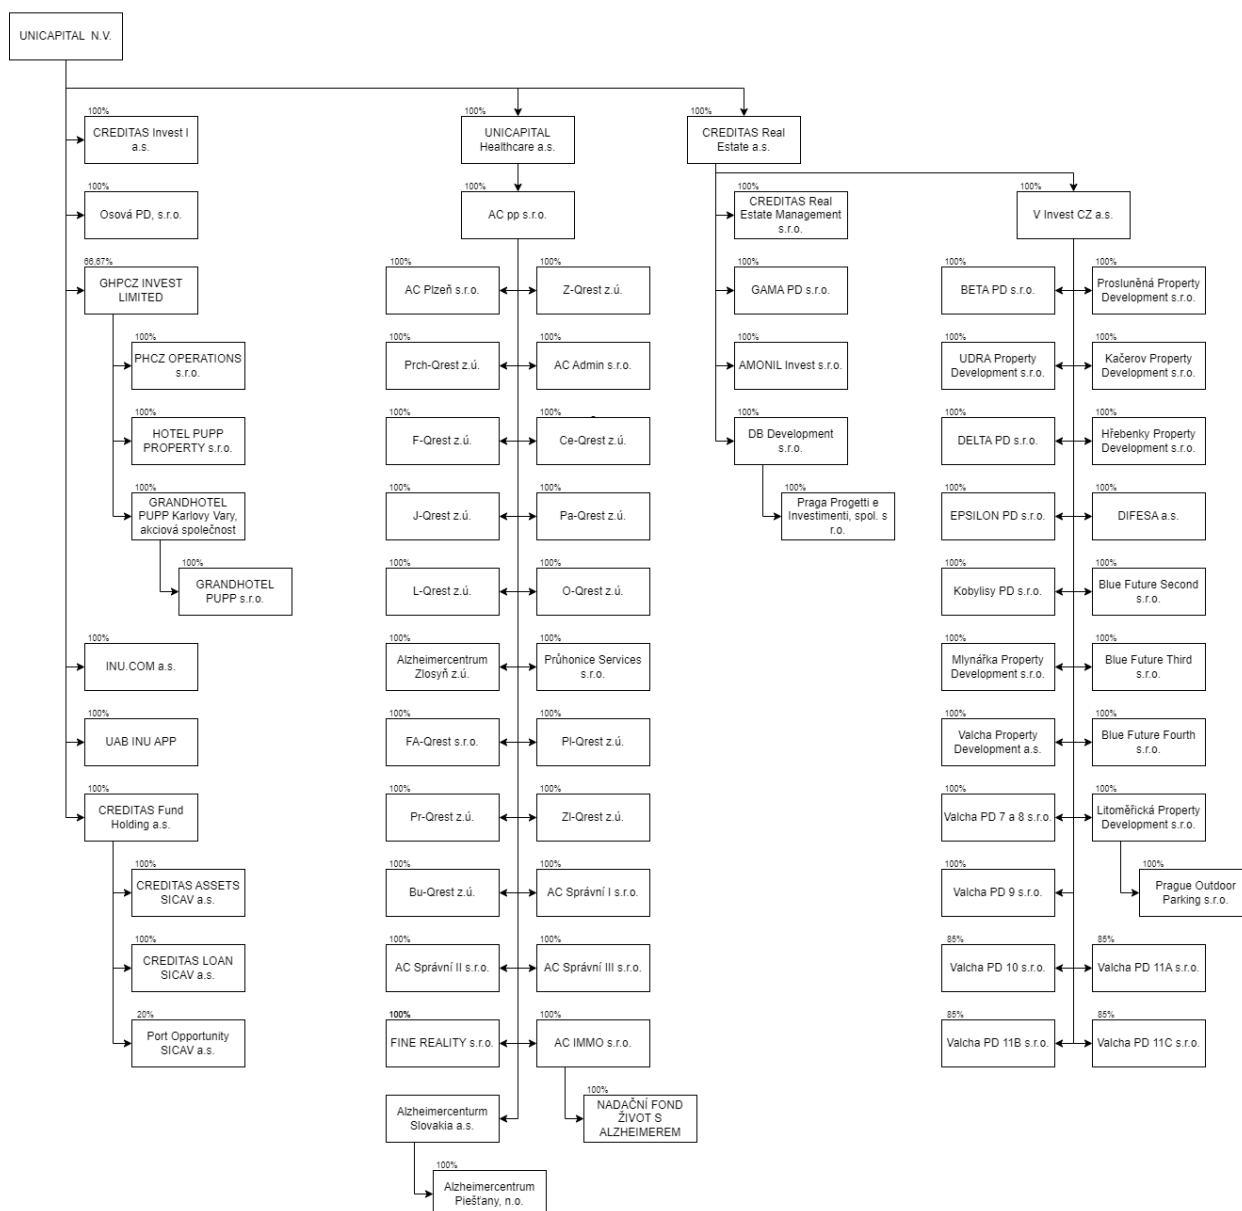 UNICAPITAL N.V.
100%
CREDITAS Invest I
a.s.
100%
Osová PD, s.r.o.
66,67%
GHPCZ INVEST
LIMITED
100%
PHCZ OPERATIONS
s.r.o.
100%
HOTEL PUPP
PROPERTY s.r.o.
100%
GRANDHOTEL
PUPP Karlovy Vary,
akciová společnost
100%
GRANDHOTEL
PUPP s.r.o.
100%
INU.COM a.s.
100%
UAB INU APP
100%
CREDITAS Fund
Holding a.s.
100%
CREDITAS ASSETS
SICAV a.s.
100%
CREDITAS LOAN
SICAV a.s.
20%
Port Opportunity
SICAV a.s.
100%
UNICAPITAL
Healthcare a.s.
100%
AC pp s.r.o.
100%
AC Plzeň s.r.o.
100%
Z-Qrest z.ú.
100%
Prch-Qrest z.ú.
100%
AC Admin s.r.o.
100%
F-Qrest z.ú.
100%
Ce-Qrest z.ú.
100%
J-Qrest z.ú.
100%
Pa-Qrest z.ú.
100%
L-Qrest z.ú.
100%
O-Qrest z.ú.
100%
Alzheimercentrum
Zlosyň z.ú.
100%
Průhonice Services
s.r.o.
100%
FA-Qrest s.r.o.
100%
Pl-Qrest z.ú.
100%
Pr-Qrest z.ú.
100%
Zl-Qrest z.ú.
100%
Bu-Qrest z.ú.
100%
AC Správní I s.r.o.
100%
AC Správní II s.r.o.
100%
AC Správní III s.r.o.
100%
FINE REALITY s.r.o.
100%
AC IMMO s.r.o.
100%
NADAČNÍ FOND
ŽIVOT S
ALZHEIMEREM
Alzheimercenturm
Slovakia a.s.
100%
Alzheimercentrum
Piešťany, n.o.
100%
CREDITAS Real
Estate a.s.
100%
CREDITAS Real
Estate Management
s.r.o.
100%
GAMA PD s.r.o.
100%
AMONIL Invest s.r.o.
100%
DB Development
s.r.o.
100%
Praga Progetti e
Investimenti, spol. s
r.o.
100%
V Invest CZ a.s.
100%
BETA PD s.r.o.
100%
Prosluněná Property
Development s.r.o.
100%
UDRA Property
Development s.r.o.
100%
Kačerov Property
Development s.r.o.
100%
DELTA PD s.r.o.
100%
Hřebenky Property
Development s.r.o.
100%
EPSILON PD s.r.o.
100%
DIFESA a.s.
100%
Kobylisy PD s.r.o.
100%
Blue Future Second
s.r.o.
100%
Mlynářka Property
Development s.r.o.
100%
Blue Future Third
s.r.o.
100%
Valcha Property
Development a.s.
100%
Blue Future Fourth
s.r.o.
100%
Valcha PD 7 a 8 s.r.o.
100%
Litoměřická Property
Development s.r.o.
100%
Prague Outdoor
Parking s.r.o.
100%
Valcha PD 9 s.r.o.
85%
Valcha PD 10 s.r.o.
85%
Valcha PD 11A s.r.o.
85%
Valcha PD 11B s.r.o.
85%
Valcha PD 11C s.r.o.